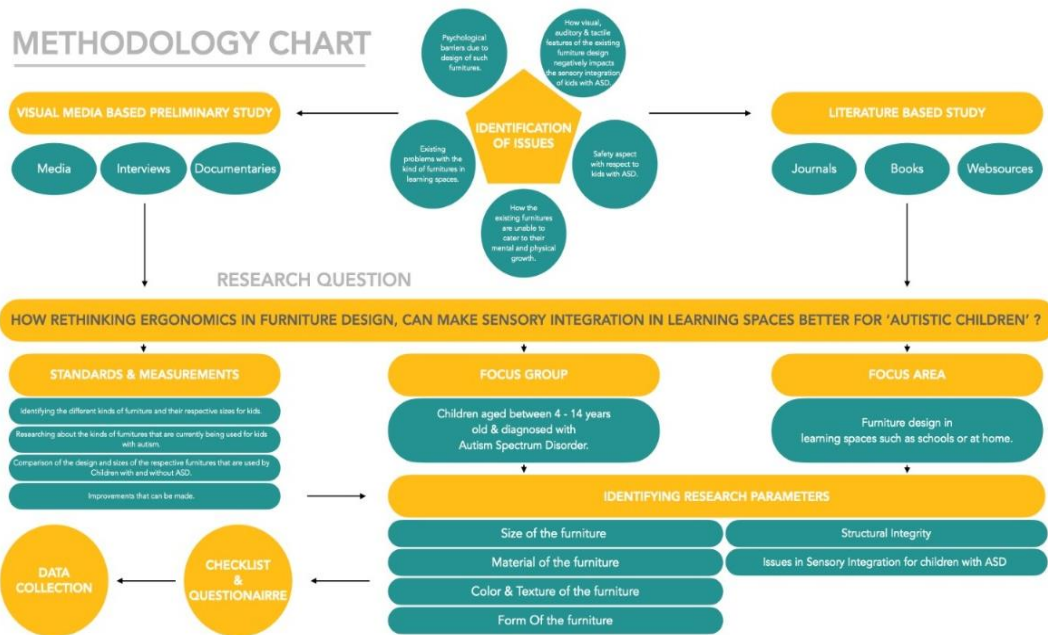 METHODOLOGY CHART
Psychological
barriers due to
design of such
furnitures.
How visual,
auditory & tactile
features of the existing
furniture design
negatively impacts
the sensory integration
of kids with ASD.
VISUAL MEDIA BASED PRELIMINARY STUDY
IDENTIFICATION
OF ISSUES
LITERATURE BASED STUDY
Media
Interviews
Documentaries
Existing
problems with the
kind of furnitures in
learning spaces.
Safety aspect
with respect to
kids with ASD.
Journals
Books
Websources
How the
existing furnitures
are unable to
cater to their
mental and physical
growth.
RESEARCH QUESTION
HOW RETHINKING ERGONOMICS IN FURNITURE DESIGN, CAN MAKE SENSORY INTEGRATION IN LEARNING SPACES BETTER FOR ‘AUTISTIC CHILDREN’ ?
STANDARDS & MEASUREMENTS
Identifying the different kinds of furniture and their respective sizes for kids.
Researching about the kinds of furnitures that are currently being used for kids
with autism.
Comparison of the design and sizes of the respective furnitures that are used by
Children with and without ASD.
Improvements that can be made.
FOCUS GROUP
Children aged between 4 - 14 years
old & diagnosed with
Autism Spectrum Disorder.
FOCUS AREA
Furniture design in
learning spaces such as schools or at home.
IDENTIFYING RESEARCH PARAMETERS
Size of the furniture
Material of the furniture
Color & Texture of the furniture
Form Of the furniture
Structural Integrity
Issues in Sensory Integration for children with ASD
CHECKLIST
&
QUESTIONAIRRE
DATA
COLLECTION